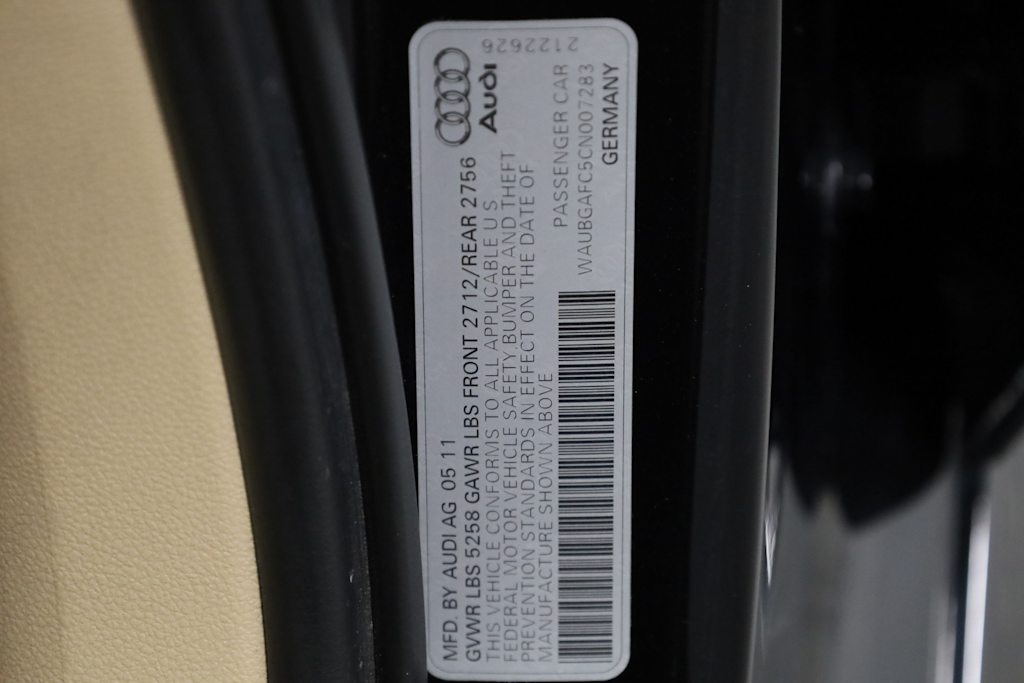 MFD. BY AUDI AG 05 11
GVWR LBS 5258 GAWR LBS FRONT 2712/REAR 2756
THIS VEHICLE CONFORMS TO ALL APPLICABLE U S
FEDERAL MOTOR VEHICLE SAFETY, BUMPER AND THEFT
PREVENTION STANDARDS IN EFFECT ON THE DATE OF
MANUFACTURE SHOWN ABOVE
Audi
PASSENGER CAR
WAUBGAFC5CN007283
GERMANY
2122626